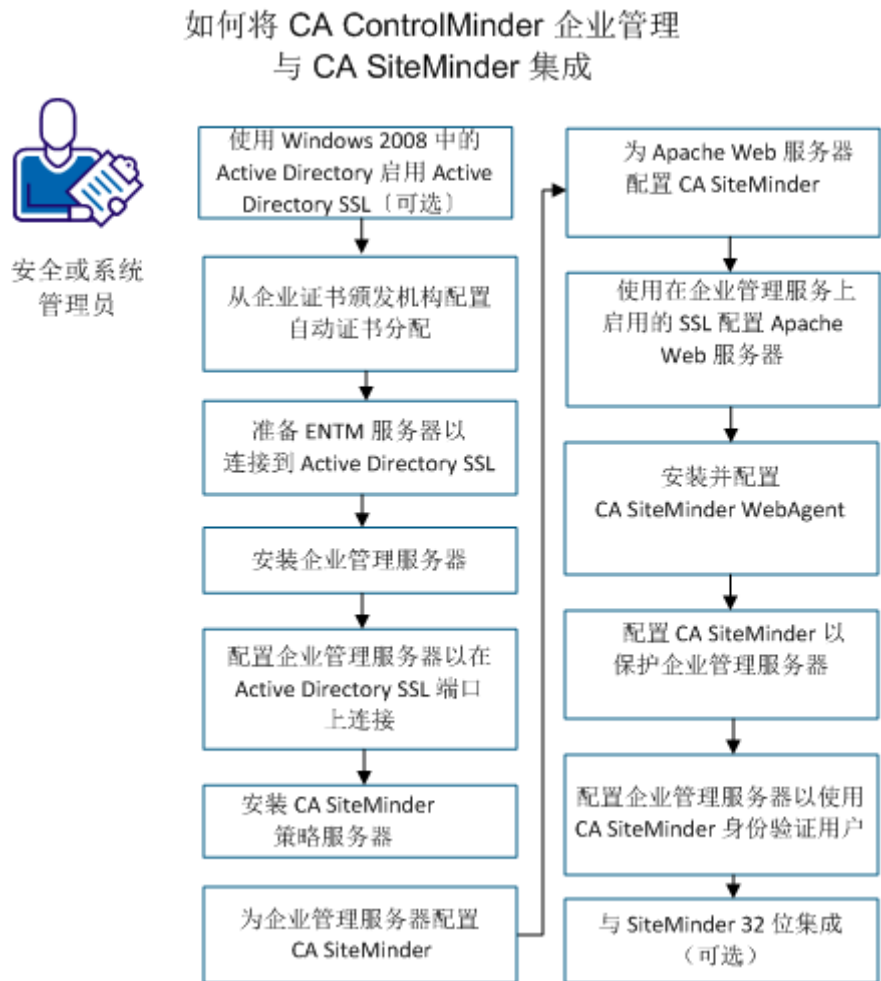 如何将 CA ControlMinder 企业管理
与 CA SiteMinder 集成
安全或系统
管理员
使用 Windows 2008 中的
Active Directory 启用 Active
Directory SSL（可选）
从企业证书颁发机构配置
自动证书分配
准备 ENTM 服务器以
连接到 Active Directory SSL
安装企业管理服务器
配置企业管理服务器以在
Active Directory SSL 端口
上连接
安装 CA SiteMinder
策略服务器
为企业管理服务器配置
CA SiteMinder
为 Apache Web 服务器
配置 CA SiteMinder
使用在企业管理服务上
启用的 SSL 配置 Apache
Web 服务器
安装并配置
CA SiteMinder WebAgent
配置 CA SiteMinder 以
保护企业管理服务器
配置企业管理服务器以使用
CA SiteMinder 身份验证用户
与 SiteMinder 32 位集成
（可选）